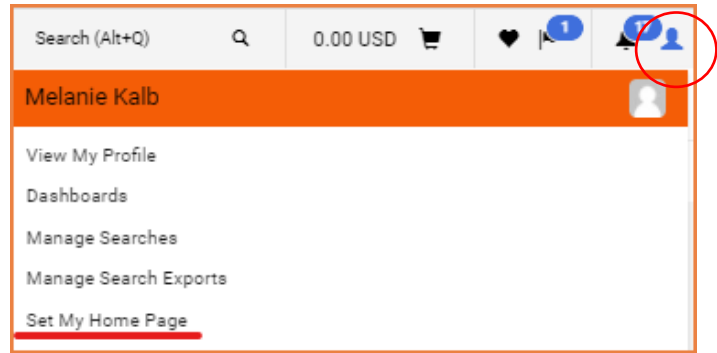 Search (Alt+Q) 0.00 USD 1 17
Melanie Kalb
View My Profile
Dashboards
Manage Searches
Manage Search Exports
Set My Home Page